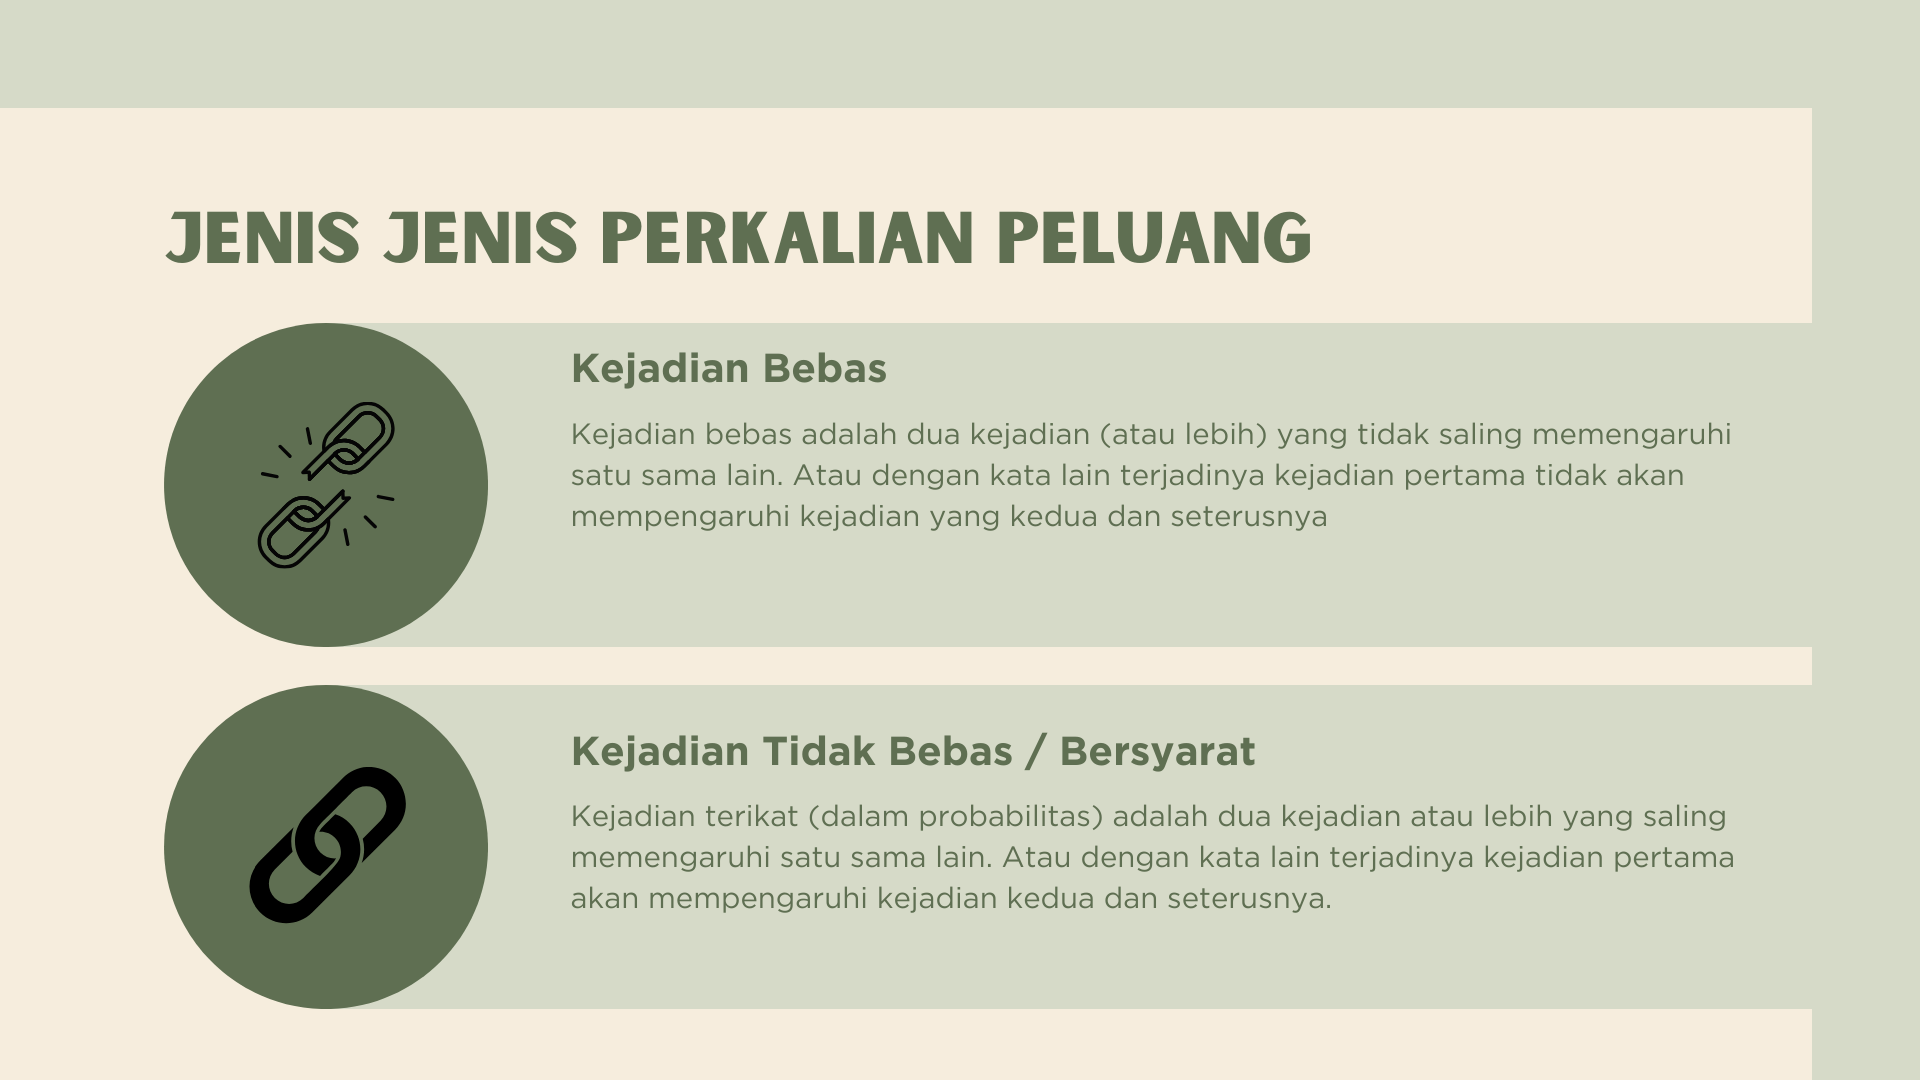 JENIS JENIS PERKALIAN PELUANG
Kejadian Bebas
Kejadian bebas adalah dua kejadian (atau lebih) yang tidak saling memengaruhi
satu sama lain. Atau dengan kata lain terjadinya kejadian pertama tidak akan
mempengaruhi kejadian yang kedua dan seterusnya
Kejadian Tidak Bebas / Bersyarat
Kejadian terikat (dalam probabilitas) adalah dua kejadian atau lebih yang saling
memengaruhi satu sama lain. Atau dengan kata lain terjadinya kejadian pertama
akan mempengaruhi kejadian kedua dan seterusnya.